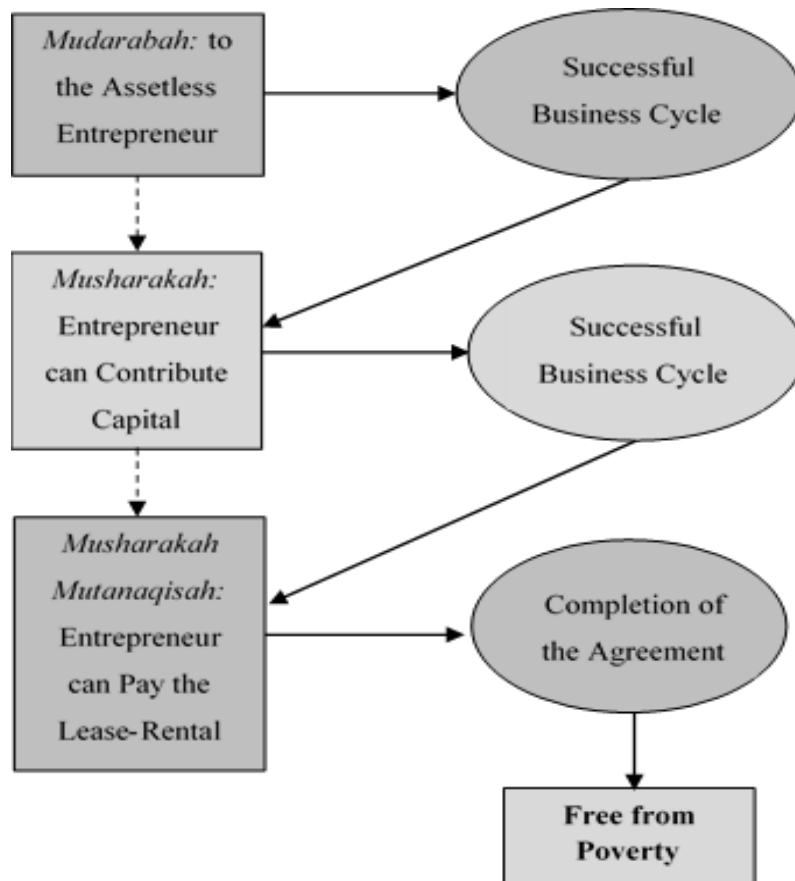 Mudarabah: to
the Assetless
Entrepreneur
Successful
Business Cycle
Musharakah:
Entrepreneur
can Contribute
Capital
Successful
Business Cycle
Musharakah
Mutanaqisah:
Entrepreneur
can Pay the
Lease-Rental
Completion of
the Agreement
Free from
Poverty